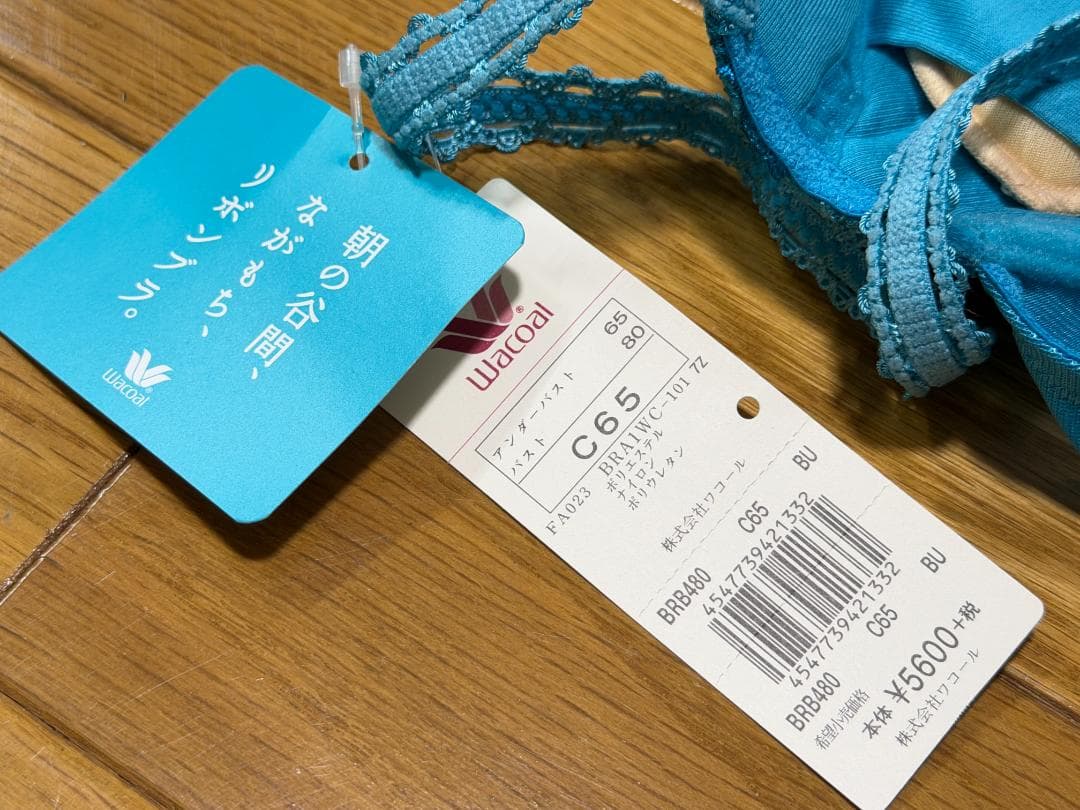 朝の谷間、
ながもち、
リボンブラ。
Wacoal
Wacoal
アンダーバスト 65
バスト 80
C65
FA023 BRA1WC-101 7Z
ポリエステル
ナイロン
ポリウレタン
株式会社ワコール
BRB480 C65 BU
4547739421332
4547739421332
BRB480 C65 BU
希望小売価格
本体 ¥5600+税
株式会社ワコール